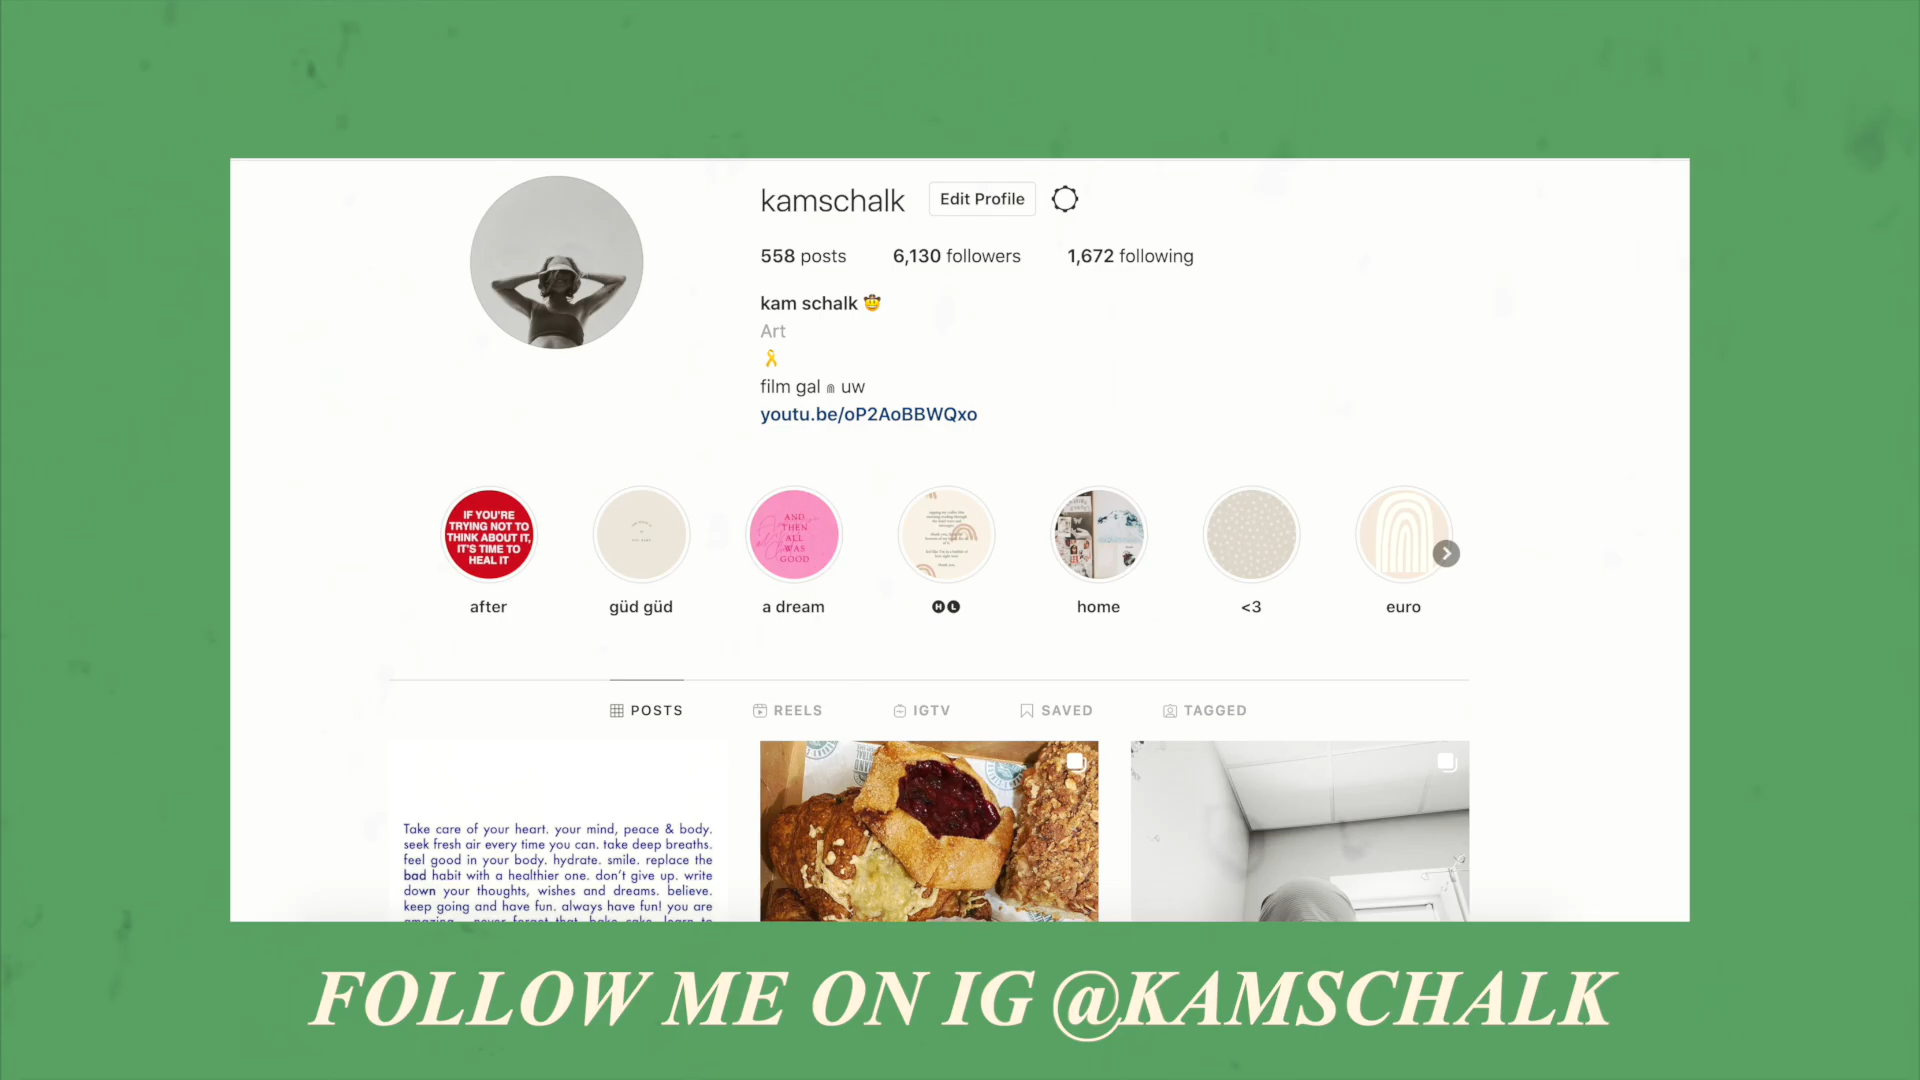 kamschalk
Edit Profile
558 posts
6,130 followers
1,672 following
kam schalk
Art
film gal ⋒ uw
youtu.be/oP2AoBBWQxo
IF YOU'RE
TRYING NOT TO
THINK ABOUT IT,
IT'S TIME TO
HEAL IT
AND
THEN
ALL
WAS
GOOD
after
güd güd
a dream
🅗🅛
home
<3
euro
POSTS
REELS
IGTV
SAVED
TAGGED
Take care of your heart. your mind, peace & body.
seek fresh air every time you can. take deep breaths.
feel good in your body. hydrate. smile. replace the
bad habit with a healthier one. don't give up. write
down your thoughts, wishes and dreams. believe.
keep going and have fun. always have fun! you are
FOLLOW ME ON IG @KAMSCHALK